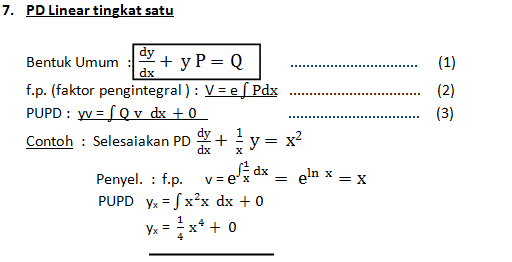 7. PD Linear tingkat satu
Bentuk Umum : dy/dx + y P = Q ................................ (1)
f.p. (faktor pengintegral ) : V = e ∫ Pdx ................................. (2)
PUPD : yv = ∫ Q v dx + 0 ................................. (3)
Contoh : Selesaiakan PD dy/dx + 1/x y = x²
Penyel. : f.p. v = e^∫ 1/x dx = e^ln x = x
PUPD yₓ = ∫ x²x dx + 0
yₓ = 1/4 x⁴ + 0